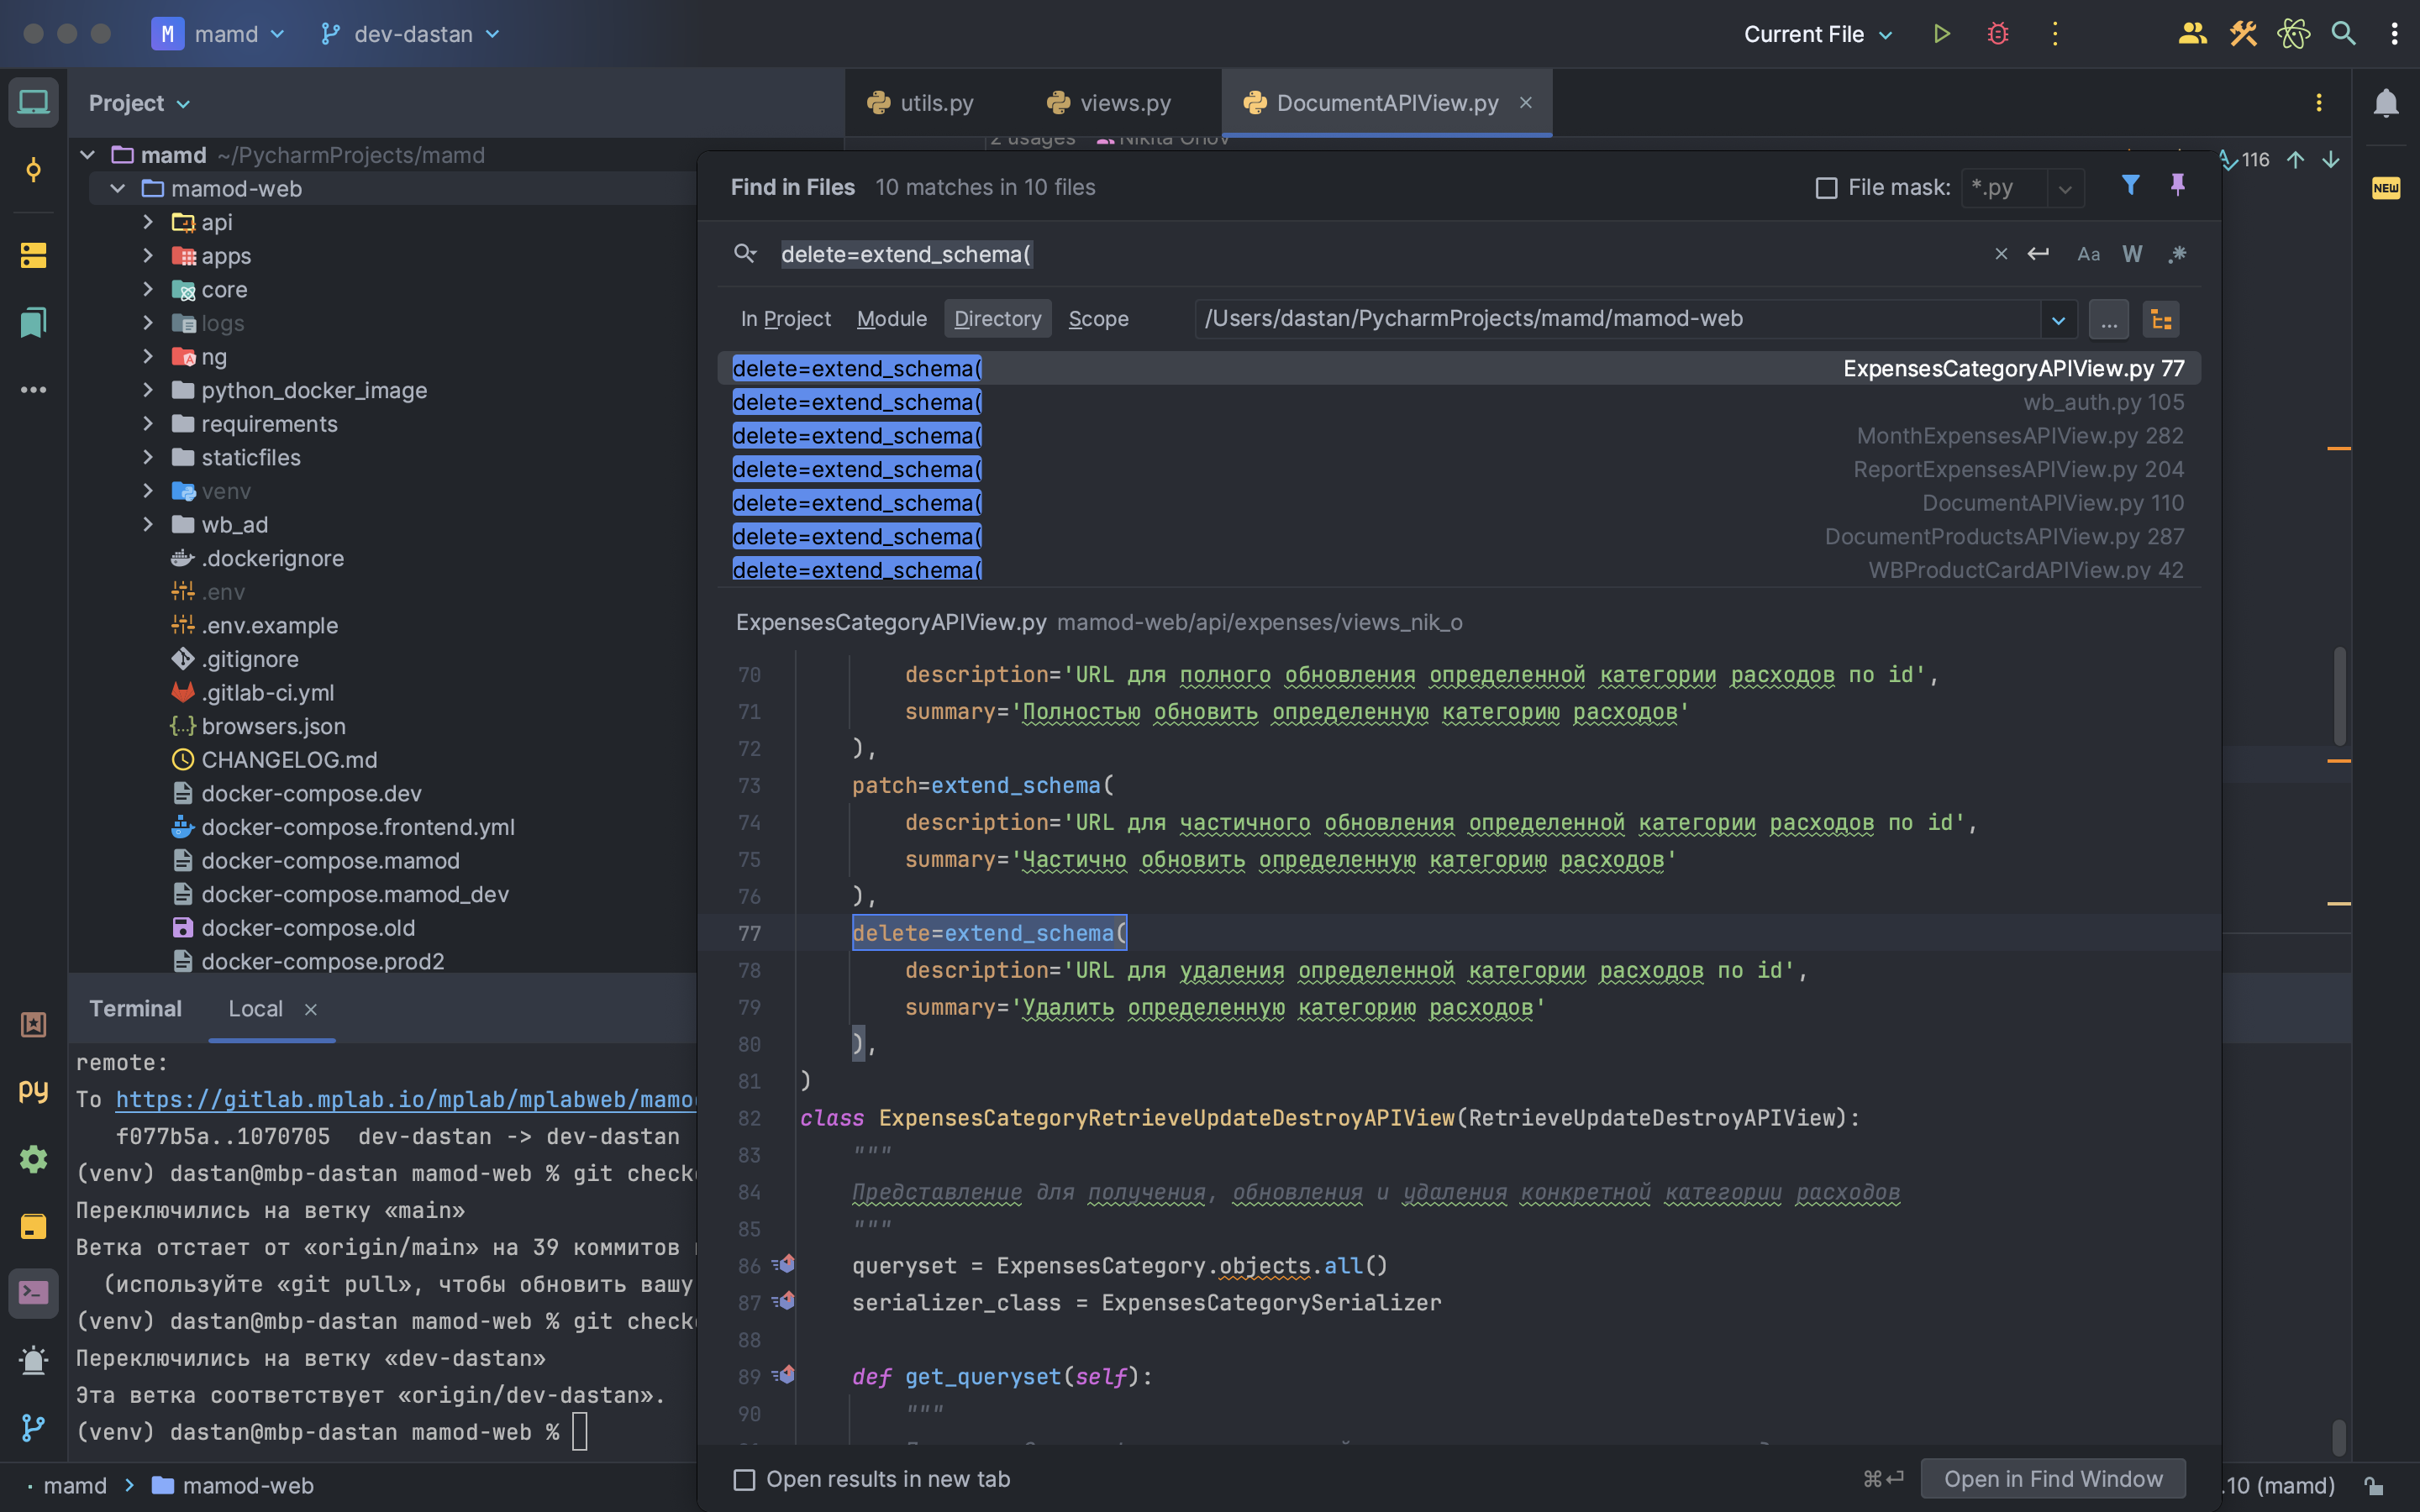 M mamd dev-dastan Current File
Project utils.py views.py DocumentAPIView.py
mamd ~/PycharmProjects/mamd
mamod-web
api
apps
core
logs
ng
python_docker_image
requirements
staticfiles
venv
wb_ad
.dockerignore
.env
.env.example
.gitignore
.gitlab-ci.yml
browsers.json
CHANGELOG.md
docker-compose.dev
docker-compose.frontend.yml
docker-compose.mamod
docker-compose.mamod_dev
docker-compose.old
docker-compose.prod2
2 usages
116
NEW
Find in Files 10 matches in 10 files File mask: *.py
delete=extend_schema( Aa W .*
In Project Module Directory Scope /Users/dastan/PycharmProjects/mamd/mamod-web ...
delete=extend_schema( ExpensesCategoryAPIView.py 77
delete=extend_schema( wb_auth.py 105
delete=extend_schema( MonthExpensesAPIView.py 282
delete=extend_schema( ReportExpensesAPIView.py 204
delete=extend_schema( DocumentAPIView.py 110
delete=extend_schema( DocumentProductsAPIView.py 287
delete=extend_schema( WBProductCardAPIView.py 42
ExpensesCategoryAPIView.py mamod-web/api/expenses/views_nik_o
70 description='URL для полного обновления определенной категории расходов по id',
71 summary='Полностью обновить определенную категорию расходов'
72 ),
73 patch=extend_schema(
74 description='URL для частичного обновления определенной категории расходов по id',
75 summary='Частично обновить определенную категорию расходов'
76 ),
77 delete=extend_schema(
78 description='URL для удаления определенной категории расходов по id',
79 summary='Удалить определенную категорию расходов'
80 ),
81 )
82 class ExpensesCategoryRetrieveUpdateDestroyAPIView(RetrieveUpdateDestroyAPIView):
83 """
84 Представление для получения, обновления и удаления конкретной категории расходов
85 """
86 queryset = ExpensesCategory.objects.all()
87 serializer_class = ExpensesCategorySerializer
88
89 def get_queryset(self):
90 """
Open results in new tab ⌘↵ Open in Find Window
Terminal Local
remote:
To https://gitlab.mplab.io/mplab/mplabweb/mamo
f077b5a..1070705 dev-dastan -> dev-dastan
(venv) dastan@mbp-dastan mamod-web % git check
Переключились на ветку «main»
Ветка отстает от «origin/main» на 39 коммитов
(используйте «git pull», чтобы обновить вашу
(venv) dastan@mbp-dastan mamod-web % git check
Переключились на ветку «dev-dastan»
Эта ветка соответствует «origin/dev-dastan».
(venv) dastan@mbp-dastan mamod-web %
py
mamd mamod-web .10 (mamd)